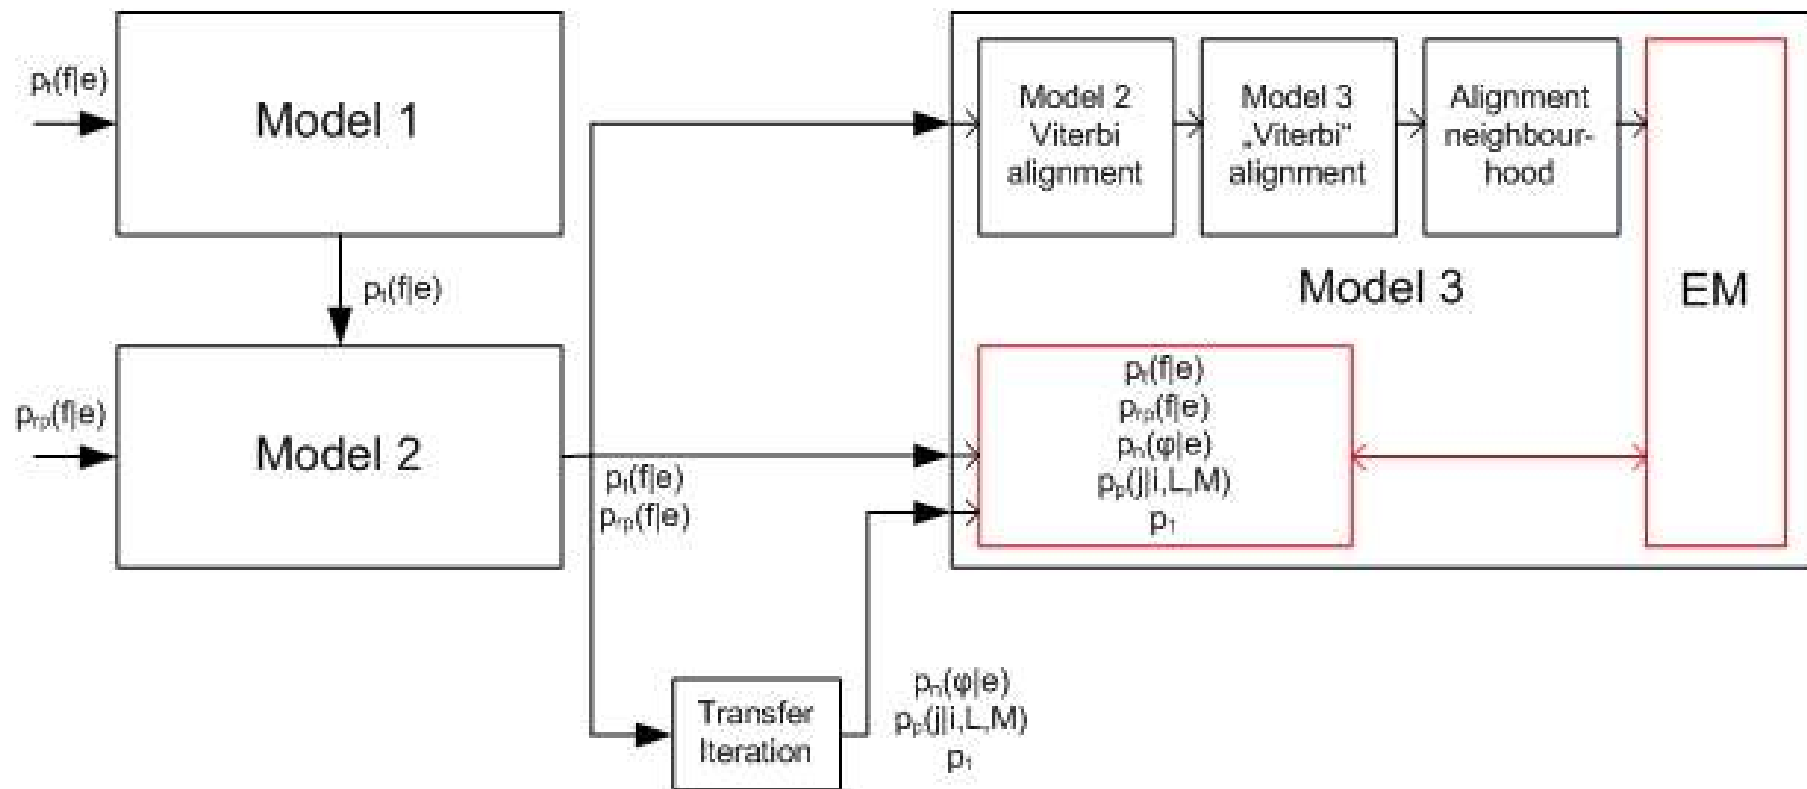 pₜ(f|e)
Model 1
pₜ(f|e)
pᵣₚ(f|e)
Model 2
pₜ(f|e)
pᵣₚ(f|e)
Transfer
Iteration
pₙ(φ|e)
pₚ(j|i,L,M)
p₁
Model 2
Viterbi
alignment
Model 3
„Viterbi“
alignment
Alignment
neighbour-
hood
Model 3
EM
pₜ(f|e)
pᵣₚ(f|e)
pₙ(φ|e)
pₚ(j|i,L,M)
p₁